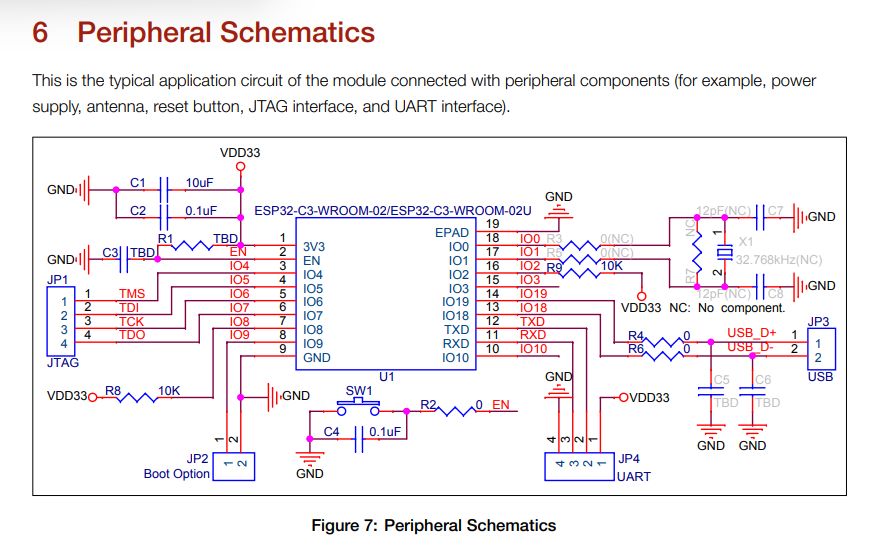 6 Peripheral Schematics
This is the typical application circuit of the module connected with peripheral components (for example, power
supply, antenna, reset button, JTAG interface, and UART interface).
VDD33
GND
C1
10uF
C2
0.1uF
ESP32-C3-WROOM-02/ESP32-C3-WROOM-02U
GND
C3
TBD
R1
TBD
EN
IO4
IO5
IO6
IO7
IO8
IO9
1
2
3
4
5
6
7
8
9
3V3
EN
IO4
IO5
IO6
IO7
IO8
IO9
GND
U1
EPAD
IO0
IO1
IO2
IO3
IO19
IO18
TXD
RXD
IO10
19
18
17
16
15
14
13
12
11
10
IO0
IO1
IO2
IO3
IO19
IO18
TXD
RXD
IO10
GND
R3
0(NC)
R5
0(NC)
R9
10K
VDD33
12pF(NC)
C7
GND
NC
R7
1
2
X1
32.768kHz(NC)
12pF(NC)
C8
GND
NC: No component.
JP1
1
2
3
4
1
2
3
4
TMS
TDI
TCK
TDO
JTAG
R4
0
R6
0
USB_D+
USB_D-
1
2
JP3
1
2
USB
C5
TBD
C6
TBD
GND
GND
VDD33
R8
10K
GND
SW1
C4
0.1uF
GND
R2
0
EN
GND
VDD33
1
2
JP2
1
2
Boot Option
4
3
2
1
4
3
2
1
JP4
UART
Figure 7: Peripheral Schematics